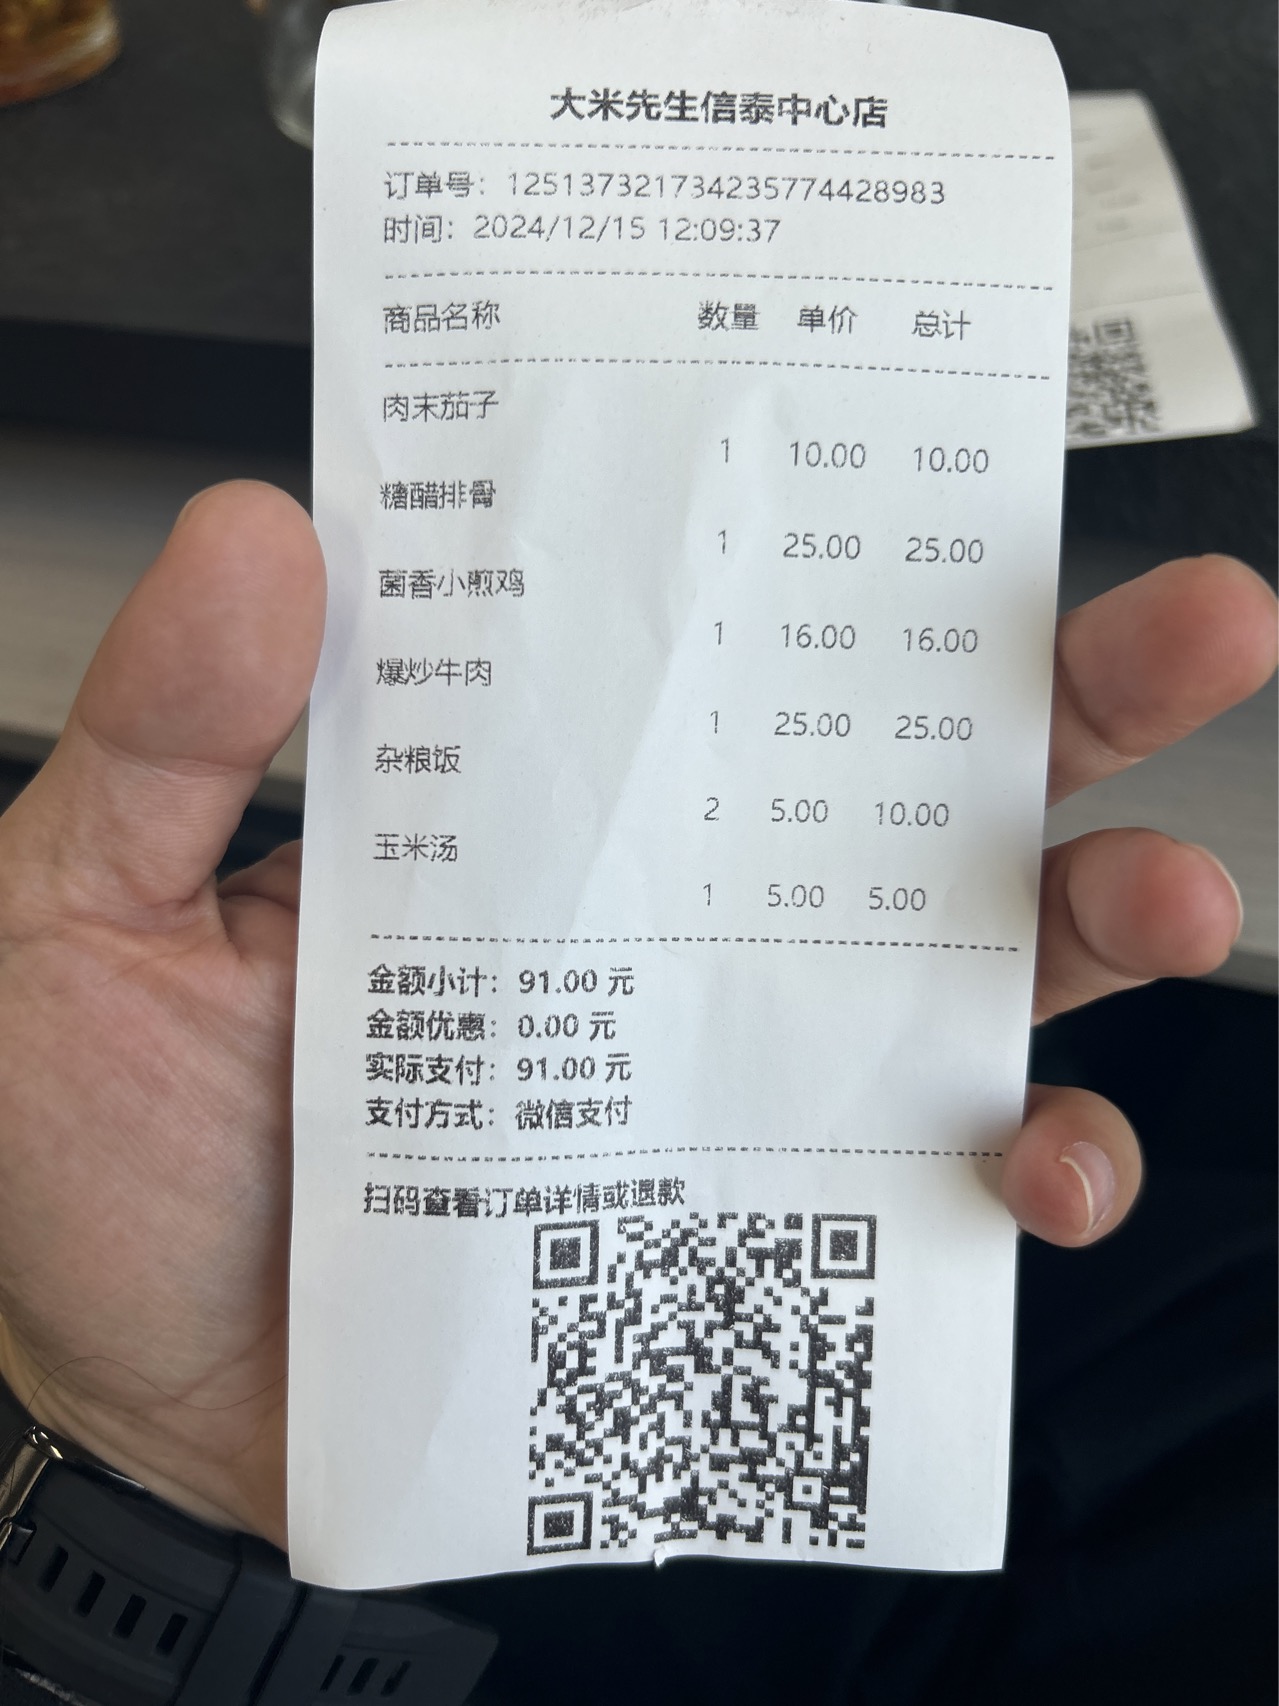 大米先生信泰中心店
订单号：125137321734235774428983
时间：2024/12/15 12:09:37
商品名称 数量 单价 总计
肉末茄子
1 10.00 10.00
糖醋排骨
1 25.00 25.00
菌香小煎鸡
1 16.00 16.00
爆炒牛肉
1 25.00 25.00
杂粮饭
2 5.00 10.00
玉米汤
1 5.00 5.00
金额小计：91.00 元
金额优惠：0.00 元
实际支付：91.00 元
支付方式：微信支付
扫码查看订单详情或退款